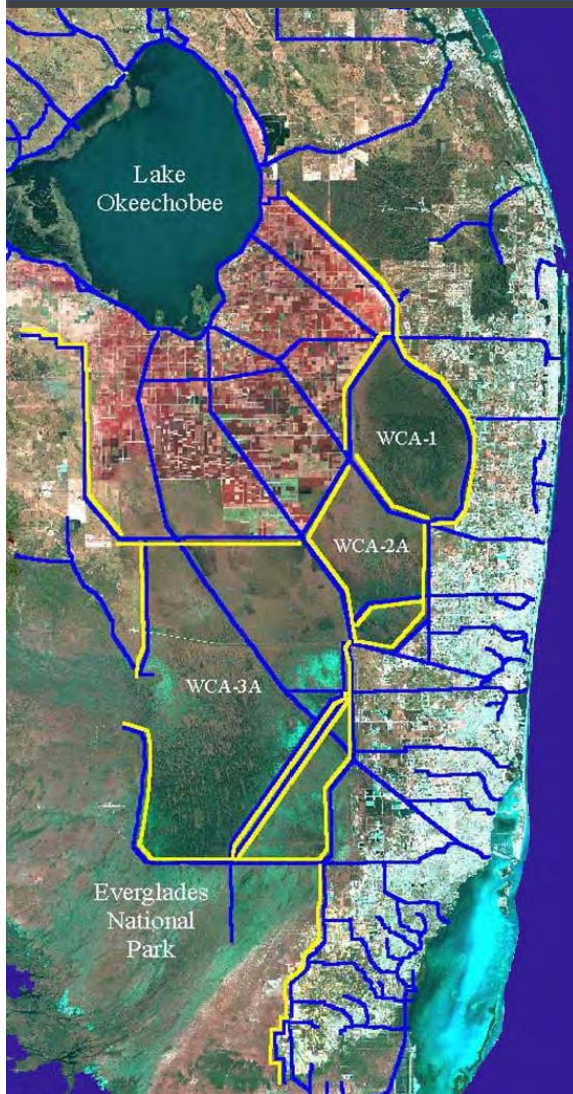 Lake
Okeechobee
WCA-1
WCA-2A
WCA-3A
Everglades
National
Park